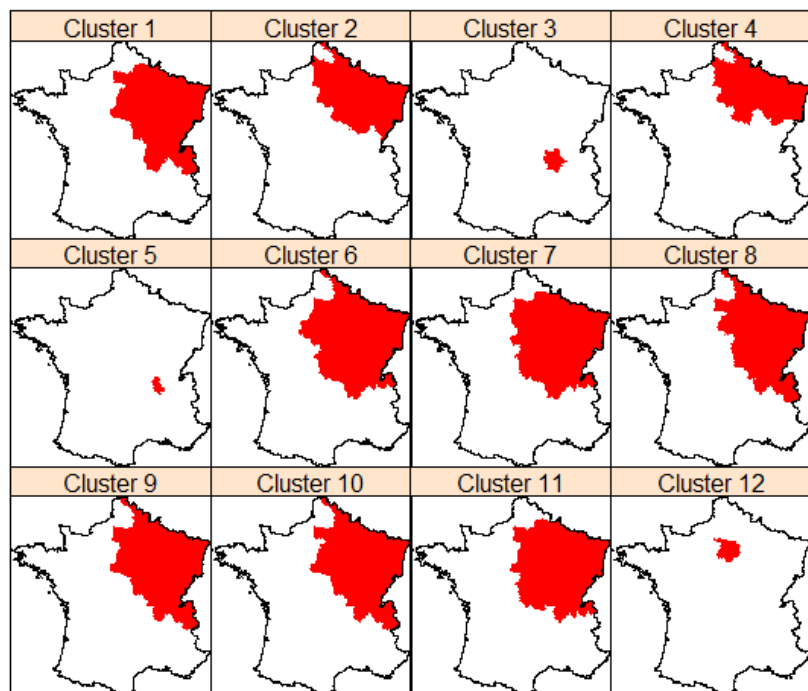 Cluster 1
Cluster 2
Cluster 3
Cluster 4
Cluster 5
Cluster 6
Cluster 7
Cluster 8
Cluster 9
Cluster 10
Cluster 11
Cluster 12